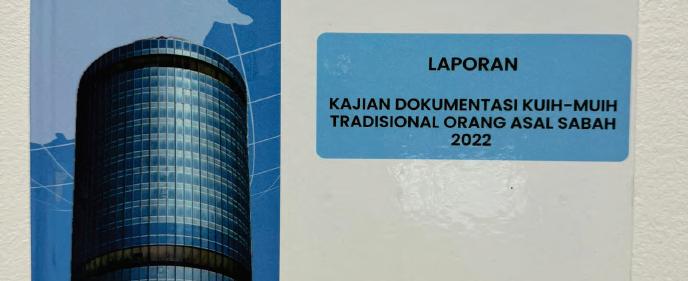 LAPORAN
KAJIAN DOKUMENTASI KUIH-MUIH
TRADISIONAL ORANG ASAL SABAH
2022